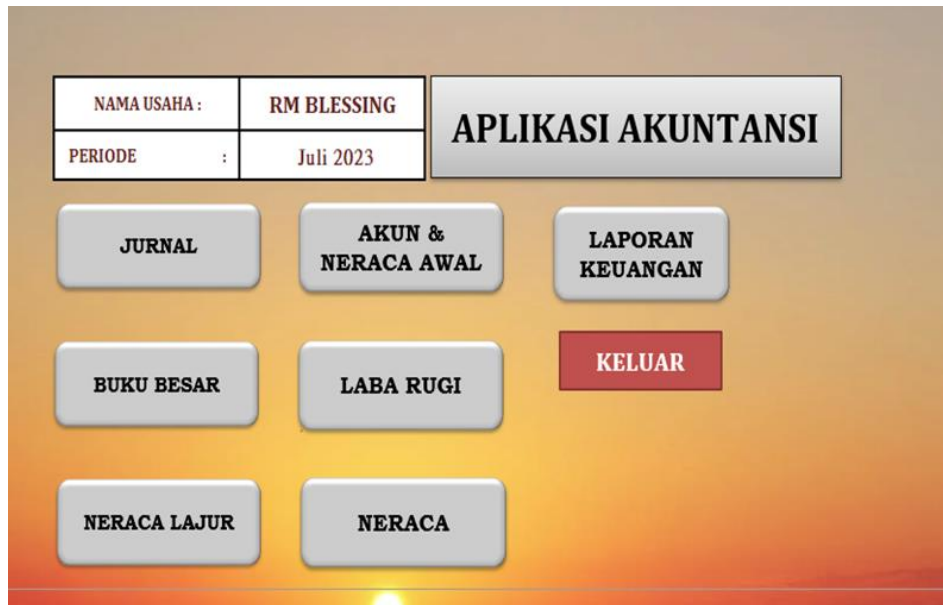 NAMA USAHA :
RM BLESSING
PERIODE :
Juli 2023
APLIKASI AKUNTANSI
JURNAL
AKUN &
NERACA AWAL
LAPORAN
KEUANGAN
BUKU BESAR
LABA RUGI
KELUAR
NERACA LAJUR
NERACA